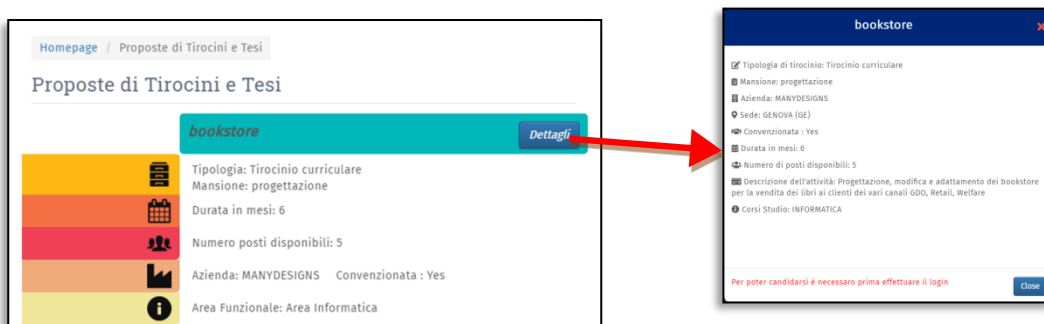 Homepage / Proposte di Tirocini e Tesi
Proposte di Tirocini e Tesi
bookstore
Dettagli
Tipologia: Tirocinio curriculare
Mansione: progettazione
Durata in mesi: 6
Numero posti disponibili: 5
Azienda: MANYDESIGNS Convenzionata : Yes
Area Funzionale: Area Informatica
bookstore
Tipologia di tirocinio: Tirocinio curriculare
Mansione: progettazione
Azienda: MANYDESIGNS
Sede: GENOVA (GE)
Convenzionata : Yes
Durata in mesi: 6
Numero di posti disponibili: 5
Descrizione dell'attività: Progettazione, modifica e adattamento dei bookstore
per la vendita dei libri ai clienti dei vari canali GDO, Retail, Welfare
Corsi Studio: INFORMATICA
Per poter candidarsi è necessario prima effettuare il login
Close